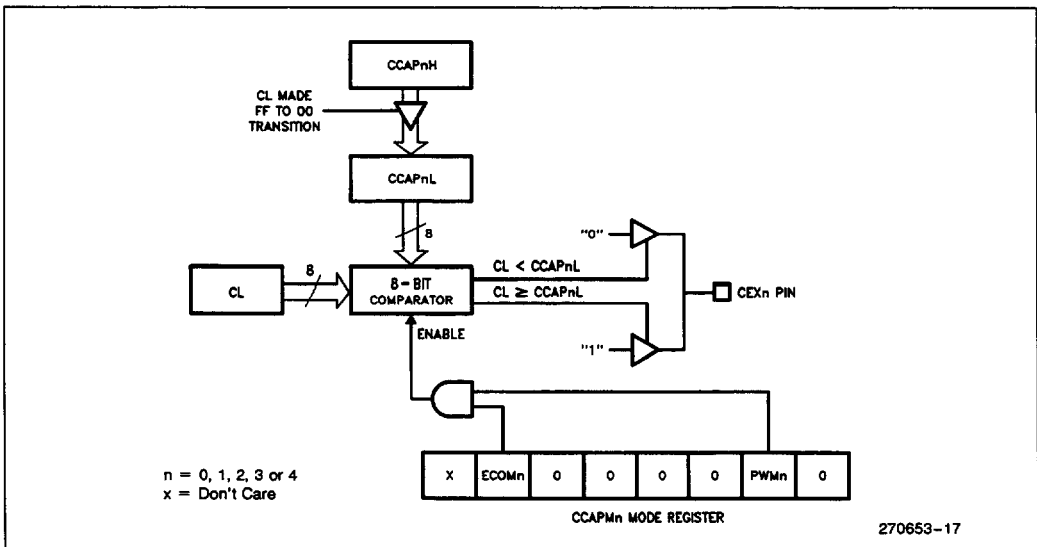 CCAPnH
CL MADE
FF TO 00
TRANSITION
CCAPnL
8
"0"
CL < CCAPnL
8
CL
8-BIT
COMPARATOR
CL ≥ CCAPnL
CEXn PIN
ENABLE
"1"
n = 0, 1, 2, 3 or 4
x = Don't Care
X ECOMn 0 0 0 0 PWMn 0
CCAPMn MODE REGISTER
270653-17